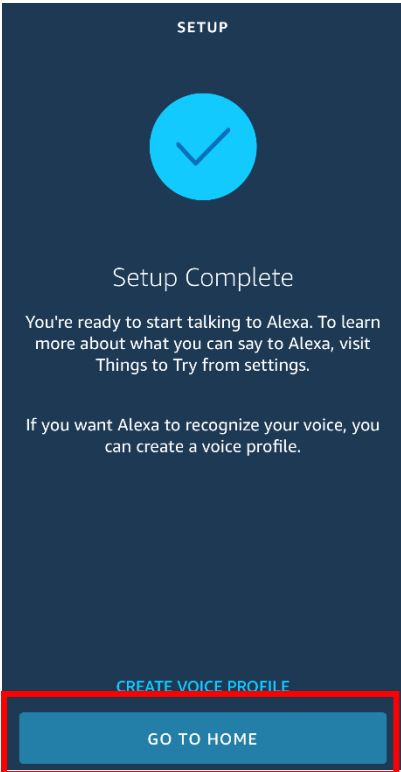 SETUP
Setup Complete
You're ready to start talking to Alexa. To learn
more about what you can say to Alexa, visit
Things to Try from settings.
If you want Alexa to recognize your voice, you
can create a voice profile.
CREATE VOICE PROFILE
GO TO HOME